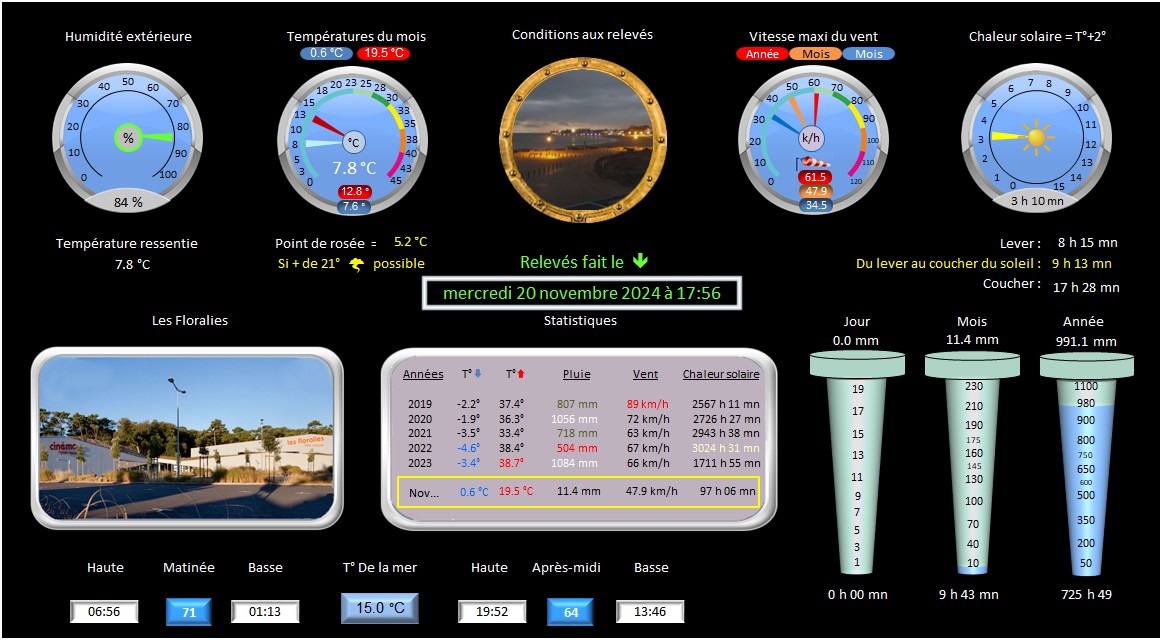 Humidité extérieure
0 10 20 30 40 50 60 70 80 90 100
%
84 %
Températures du mois
0.6 °C 19.5 °C
0 3 5 8 10 13 15 18 20 23 25 28 30 33 35 38 40 43 45
°C
7.8 °C
12.8 °
7.6 °
Conditions aux relevés
Vitesse maxi du vent
Année Mois Mois
0 10 20 30 40 50 60 70 80 90 100 110 120
k/h
61.5
47.9
34.5
Chaleur solaire = T°+2°
0 1 2 3 4 5 6 7 8 9 10 11 12 13 14 15
3 h 10 mn
Température ressentie
7.8 °C
Point de rosée = 5.2 °C
Si + de 21° possible
Relevés fait le
mercredi 20 novembre 2024 à 17:56
Lever : 8 h 15 mn
Du lever au coucher du soleil : 9 h 13 mn
Coucher : 17 h 28 mn
Les Floralies
cinéma
les floralies
Statistiques
Années T° T° Pluie Vent Chaleur solaire
2019 -2.2° 37.4° 807 mm 89 km/h 2567 h 11 mn
2020 -1.9° 36.3° 1056 mm 72 km/h 2726 h 27 mn
2021 -3.5° 33.4° 718 mm 63 km/h 2943 h 38 mn
2022 -4.6° 38.4° 504 mm 67 km/h 3024 h 31 mn
2023 -3.4° 38.7° 1084 mm 66 km/h 1711 h 55 mn
Nov... 0.6 °C 19.5 °C 11.4 mm 47.9 km/h 97 h 06 mn
Jour
0.0 mm
19
17
15
13
11
9
7
5
3
1
0 h 00 mn
Mois
11.4 mm
230
210
190
175
160
145
130
100
70
40
10
9 h 43 mn
Année
991.1 mm
1100
980
900
800
750
650
600
500
350
200
50
725 h 49
Haute Matinée Basse T° De la mer Haute Après-midi Basse
06:56 71 01:13 15.0 °C 19:52 64 13:46